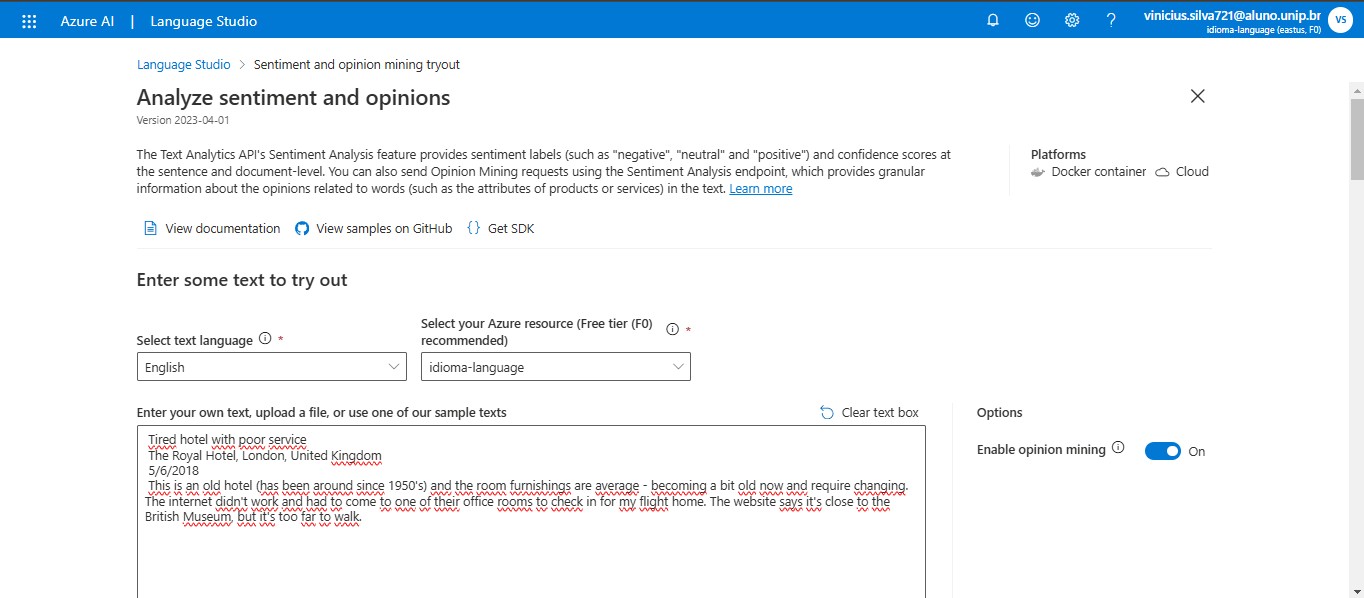 Azure AI | Language Studio
vinicius.silva721@aluno.unip.br
idioma-language (eastus, F0)
VS
Language Studio > Sentiment and opinion mining tryout
Analyze sentiment and opinions
Version 2023-04-01
The Text Analytics API's Sentiment Analysis feature provides sentiment labels (such as "negative", "neutral" and "positive") and confidence scores at
the sentence and document-level. You can also send Opinion Mining requests using the Sentiment Analysis endpoint, which provides granular
information about the opinions related to words (such as the attributes of products or services) in the text. Learn more
Platforms
Docker container Cloud
View documentation View samples on GitHub Get SDK
Enter some text to try out
Select text language *
English
Select your Azure resource (Free tier (F0)
recommended) *
idioma-language
Enter your own text, upload a file, or use one of our sample texts
Clear text box
Tired hotel with poor service
The Royal Hotel, London, United Kingdom
5/6/2018
This is an old hotel (has been around since 1950's) and the room furnishings are average - becoming a bit old now and require changing.
The internet didn't work and had to come to one of their office rooms to check in for my flight home. The website says it's close to the
British Museum, but it's too far to walk.
Options
Enable opinion mining On